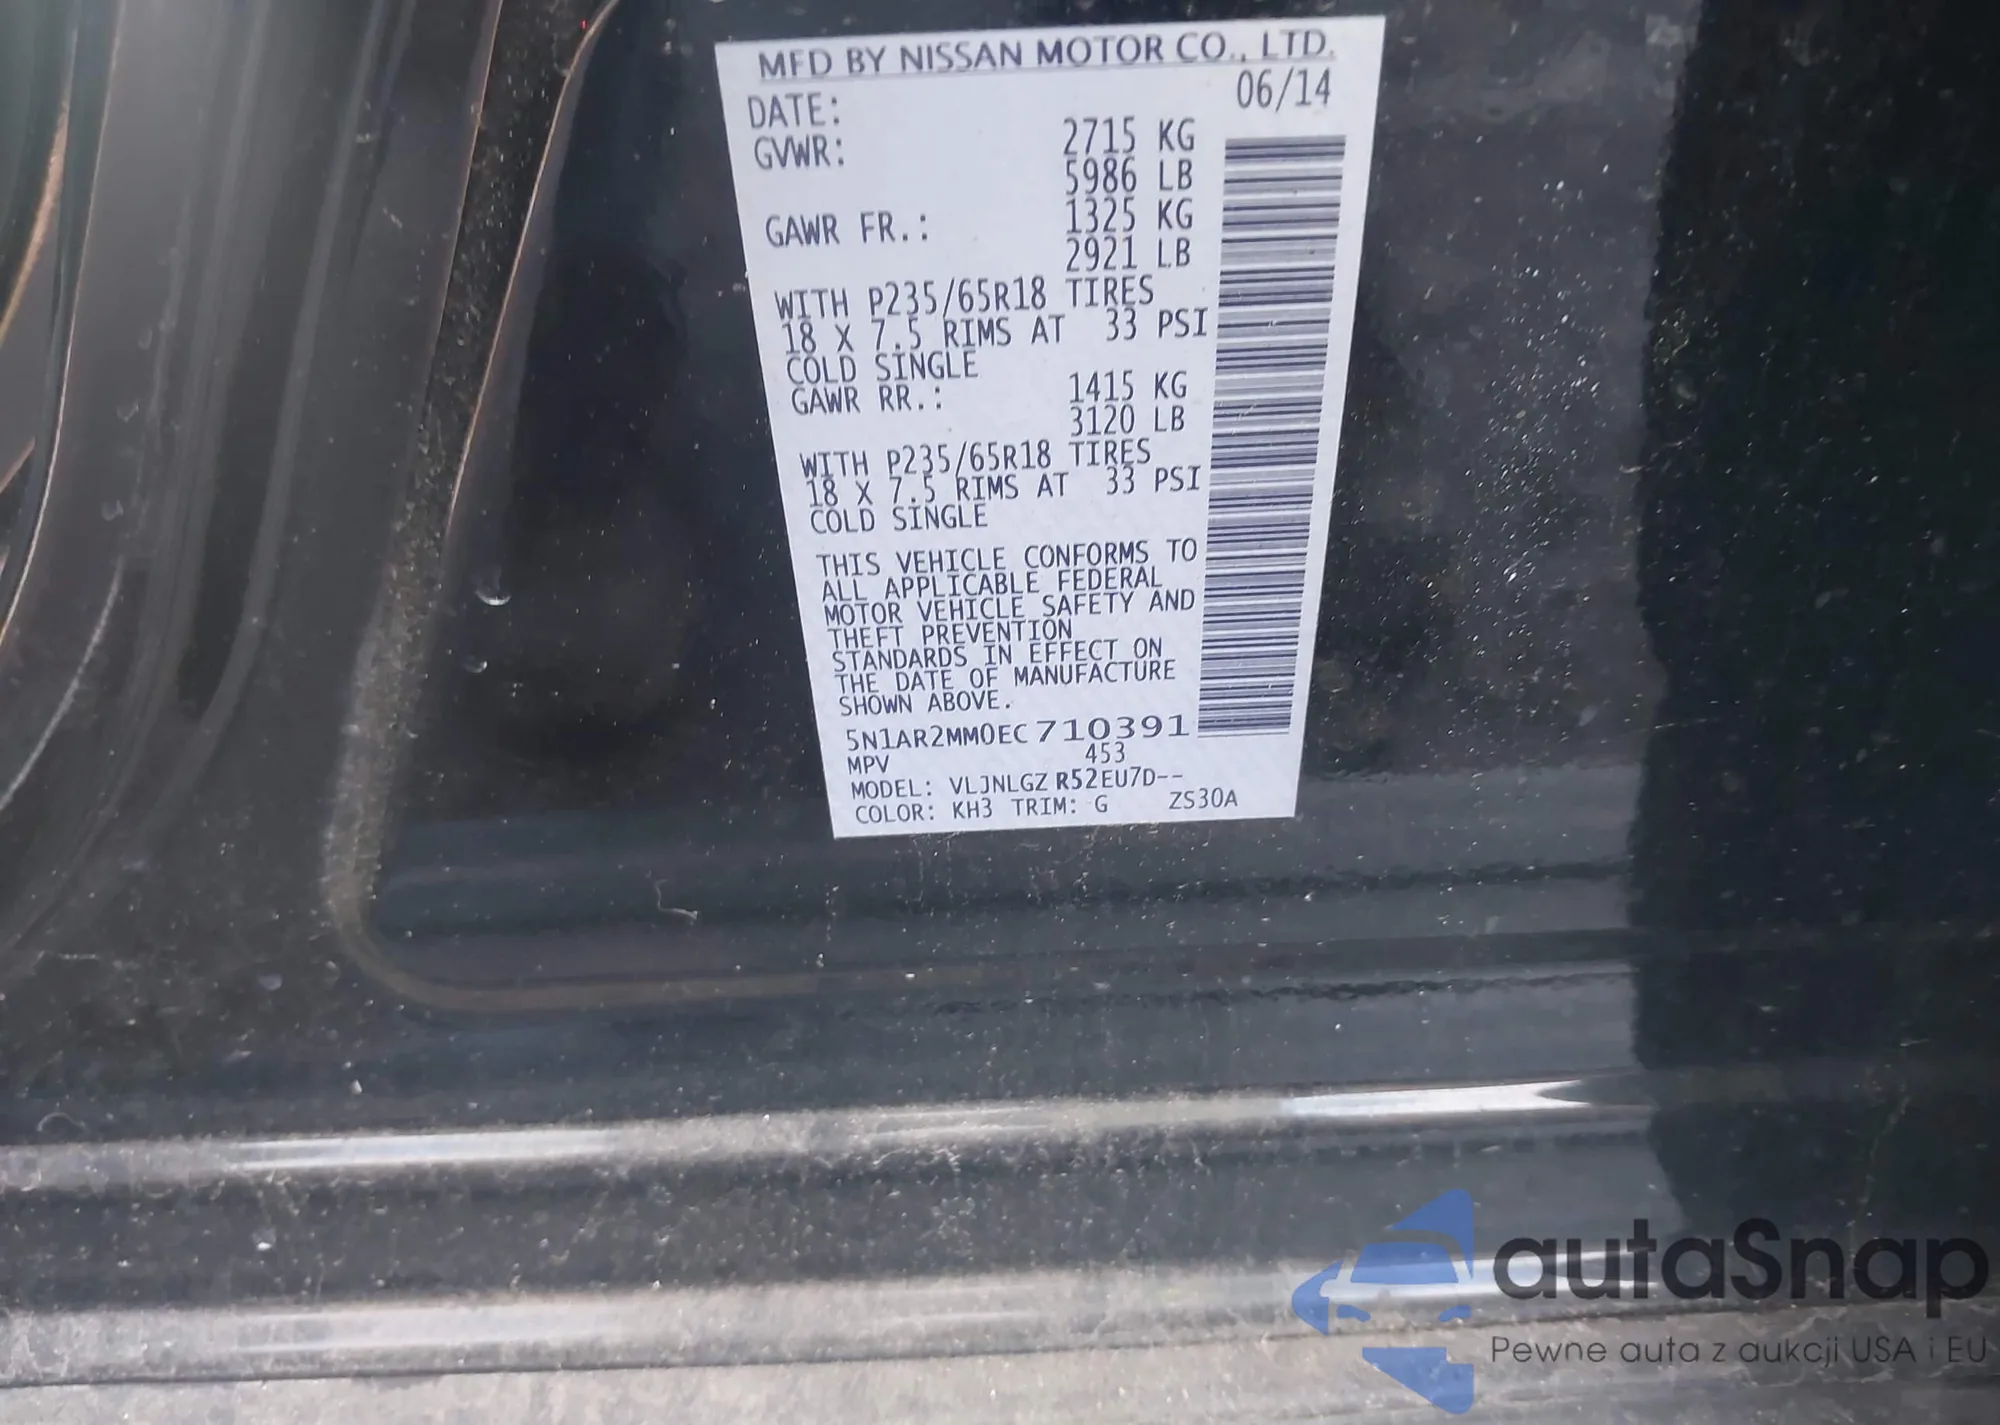 MFD BY NISSAN MOTOR CO., LTD.
DATE: 06/14
GVWR: 2715 KG
5986 LB
GAWR FR.: 1325 KG
2921 LB
WITH P235/65R18 TIRES
18 X 7.5 RIMS AT 33 PSI
COLD SINGLE
GAWR RR.: 1415 KG
3120 LB
WITH P235/65R18 TIRES
18 X 7.5 RIMS AT 33 PSI
COLD SINGLE
THIS VEHICLE CONFORMS TO
ALL APPLICABLE FEDERAL
MOTOR VEHICLE SAFETY AND
THEFT PREVENTION
STANDARDS IN EFFECT ON
THE DATE OF MANUFACTURE
SHOWN ABOVE.
5N1AR2MM0EC710391
MPV 453
MODEL: VLJNLGZ R52EU7D--
COLOR: KH3 TRIM: G ZS30A
autaSnap
Pewne auta z aukcji USA i EU